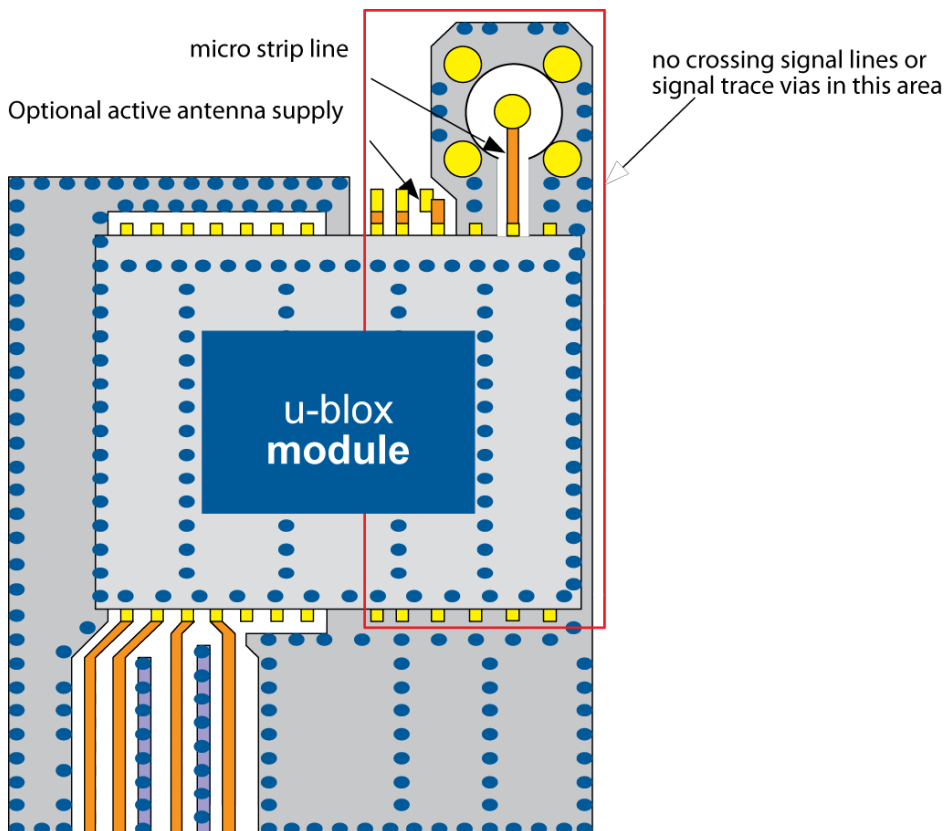 micro strip line
Optional active antenna supply
no crossing signal lines or
signal trace vias in this area
u-blox
module